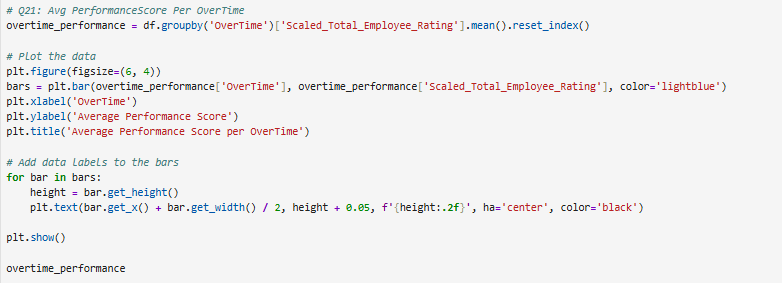 # Q21: Avg PerformanceScore Per OverTime
overtime_performance = df.groupby('OverTime')['Scaled_Total_Employee_Rating'].mean().reset_index()
# Plot the data
plt.figure(figsize=(6, 4))
bars = plt.bar(overtime_performance['OverTime'], overtime_performance['Scaled_Total_Employee_Rating'], color='lightblue')
plt.xlabel('OverTime')
plt.ylabel('Average Performance Score')
plt.title('Average Performance Score per OverTime')
# Add data labels to the bars
for bar in bars:
    height = bar.get_height()
    plt.text(bar.get_x() + bar.get_width() / 2, height + 0.05, f'{height:.2f}', ha='center', color='black')
plt.show()
overtime_performance